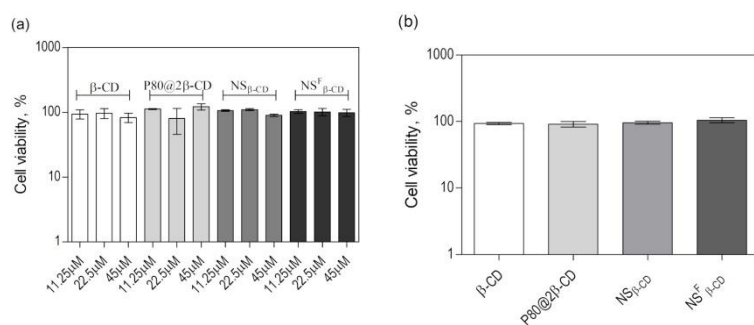 (a)
1000
100
10
1
Cell viability, %
β-CD
P80@2β-CD
NSβ-CD
NSFβ-CD
11.25μM
22.5μM
45μM
11.25μM
22.5μM
45μM
11.25μM
22.5μM
45μM
11.25μM
22.5μM
45μM
(b)
1000
100
10
1
Cell viability, %
β-CD
P80@2β-CD
NSβ-CD
NSFβ-CD